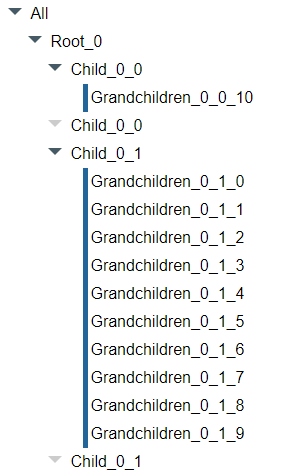 All
Root_0
Child_0_0
Grandchildren_0_0_10
Child_0_0
Child_0_1
Grandchildren_0_1_0
Grandchildren_0_1_1
Grandchildren_0_1_2
Grandchildren_0_1_3
Grandchildren_0_1_4
Grandchildren_0_1_5
Grandchildren_0_1_6
Grandchildren_0_1_7
Grandchildren_0_1_8
Grandchildren_0_1_9
Child_0_1